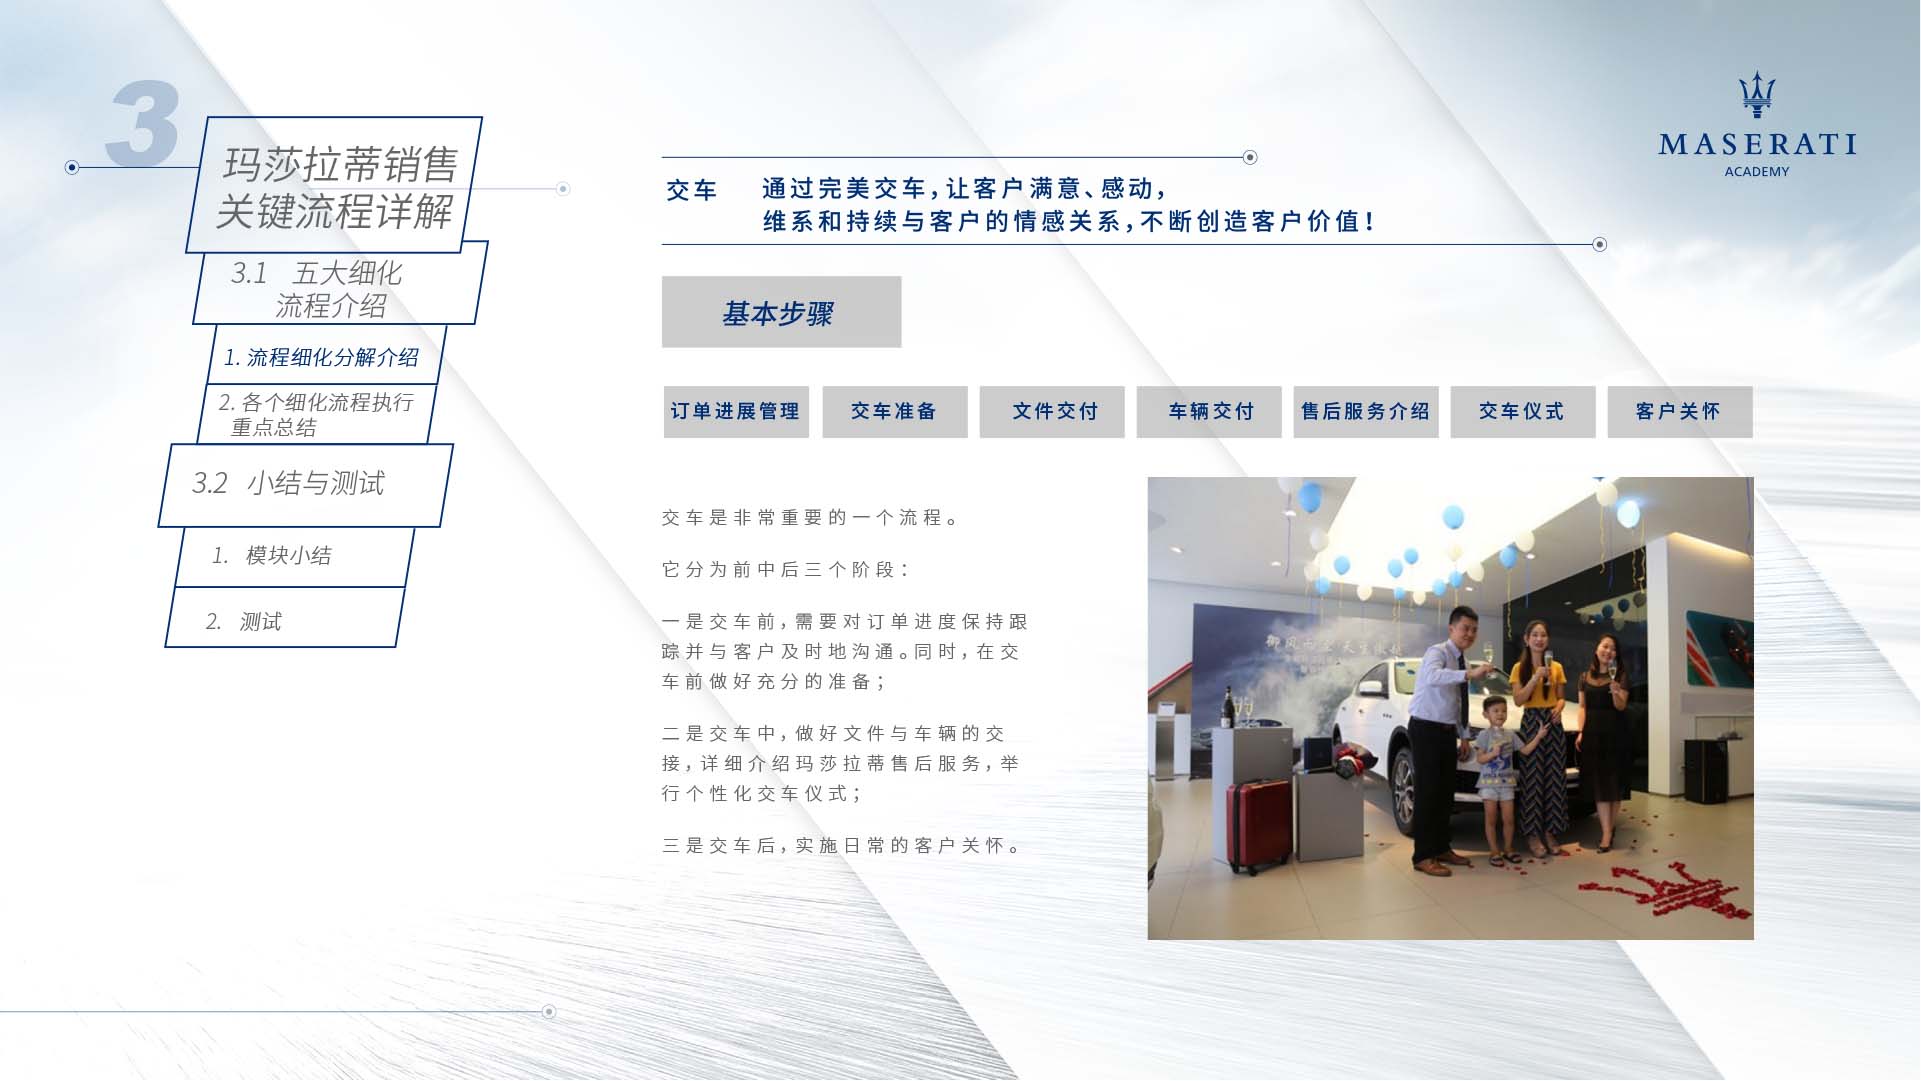 3
玛莎拉蒂销售
关键流程详解
3.1 五大细化
流程介绍
1. 流程细化分解介绍
2. 各个细化流程执行
重点总结
3.2 小结与测试
1. 模块小结
2. 测试
MASERATI
ACADEMY
交车
通过完美交车，让客户满意、感动，
维系和持续与客户的情感关系，不断创造客户价值！
基本步骤
订单进展管理 交车准备 文件交付 车辆交付 售后服务介绍 交车仪式 客户关怀
交车是非常重要的一个流程。
它分为前中后三个阶段：
一是交车前，需要对订单进度保持跟
踪并与客户及时地沟通。同时，在交
车前做好充分的准备；
二是交车中，做好文件与车辆的交
接，详细介绍玛莎拉蒂售后服务，举
行个性化交车仪式；
三是交车后，实施日常的客户关怀。